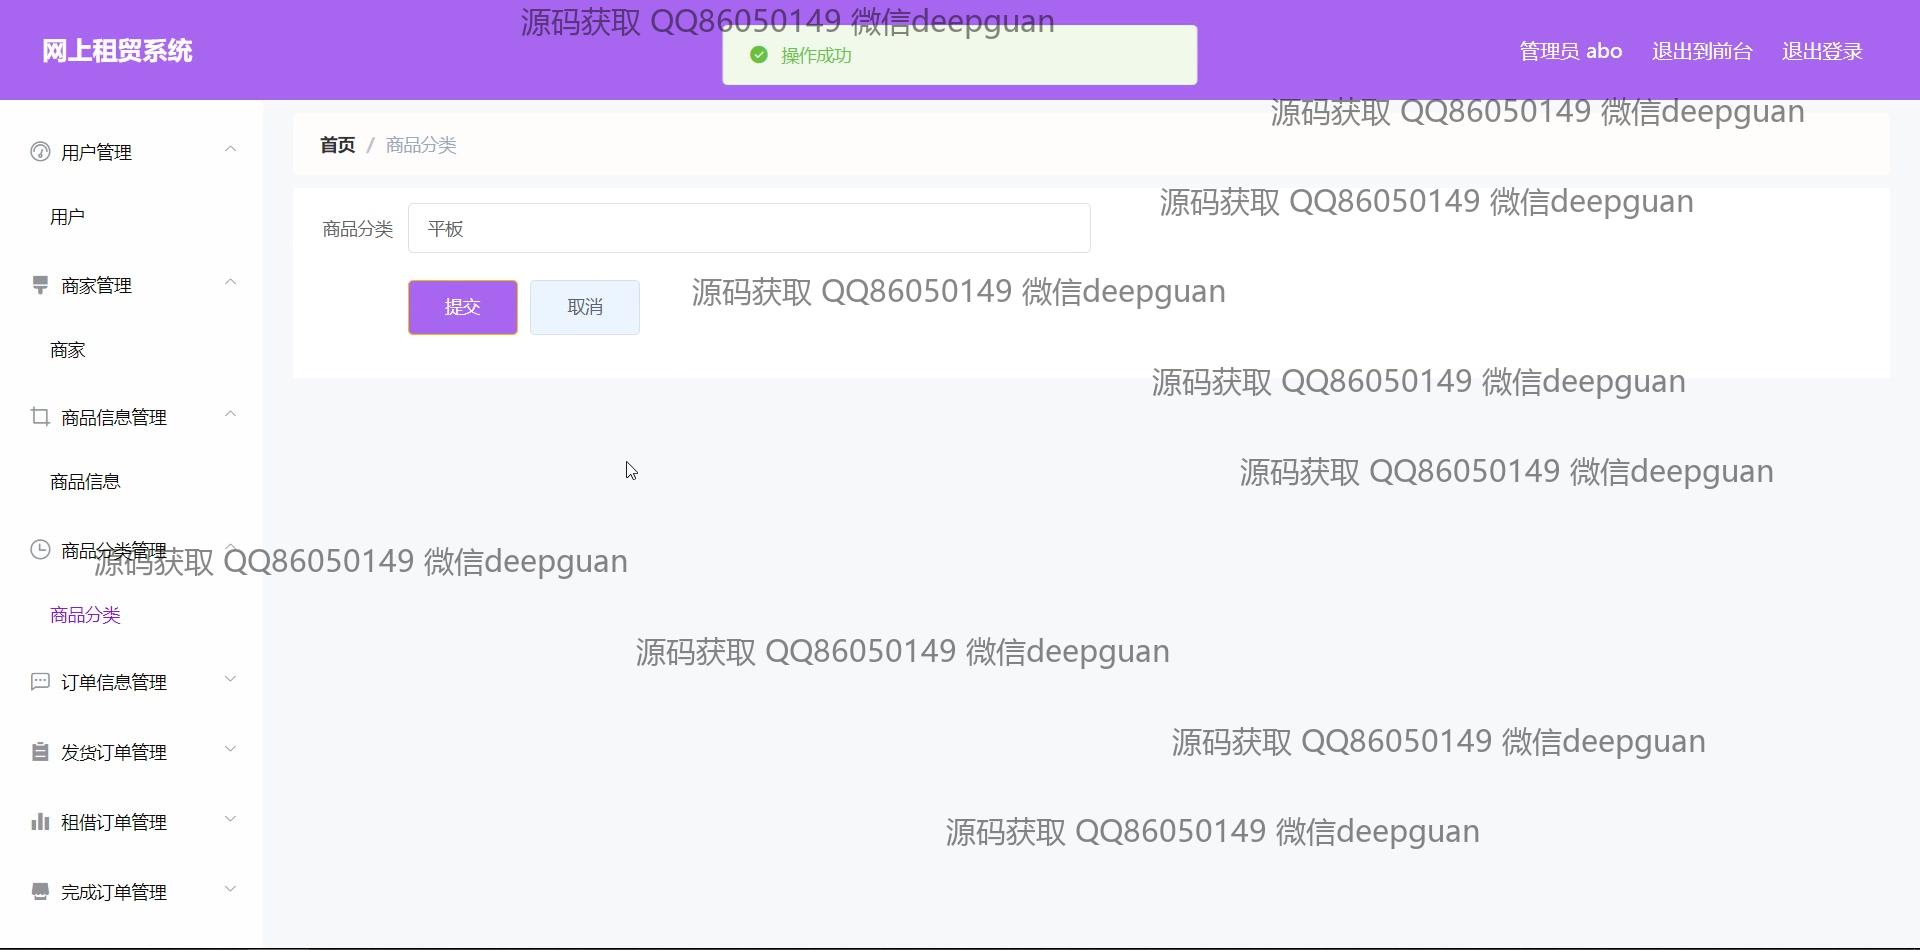 源码获取 QQ86050149 微信deepguan
网上租贸系统
操作成功
管理员 abo
退出到前台
退出登录
源码获取 QQ86050149 微信deepguan
用户管理
首页 / 商品分类
用户
源码获取 QQ86050149 微信deepguan
商品分类
平板
商家管理
提交
取消
源码获取 QQ86050149 微信deepguan
商家
源码获取 QQ86050149 微信deepguan
商品信息管理
商品信息
源码获取 QQ86050149 微信deepguan
商品分类管理
源码获取 QQ86050149 微信deepguan
商品分类
源码获取 QQ86050149 微信deepguan
订单信息管理
发货订单管理
源码获取 QQ86050149 微信deepguan
租借订单管理
源码获取 QQ86050149 微信deepguan
完成订单管理